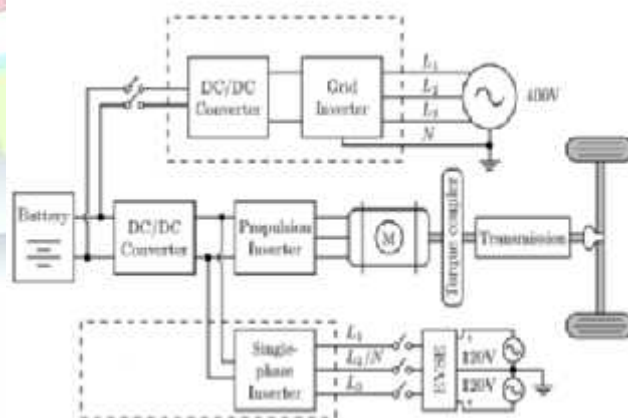 DC/DC
Converter
Grid
Inverter
L₁
L₂
L₃
N
400V
Battery
DC/DC
Converter
Propulsion
Inverter
M
Torque coupler
Transmission
Single-
phase
Inverter
L₁
L₂/N
L₃
EVSE
120V
120V